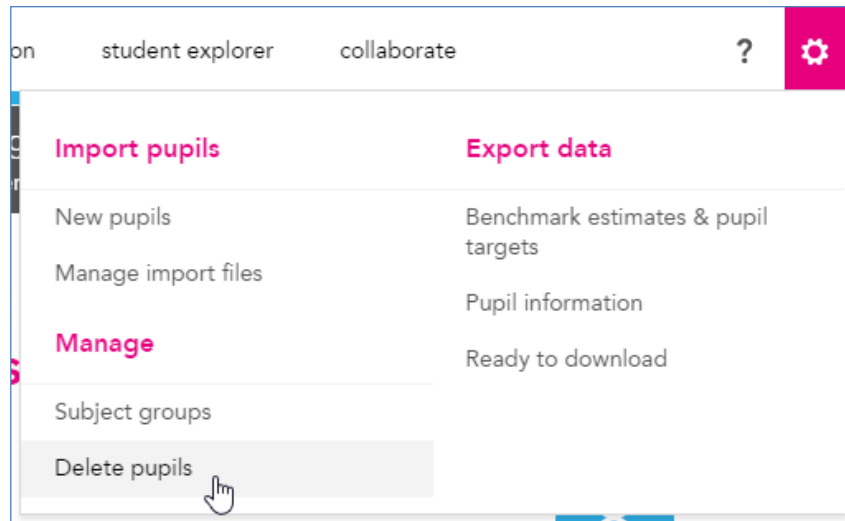 on student explorer collaborate ?
Import pupils
New pupils
Manage import files
Manage
Subject groups
Delete pupils
Export data
Benchmark estimates & pupil
targets
Pupil information
Ready to download